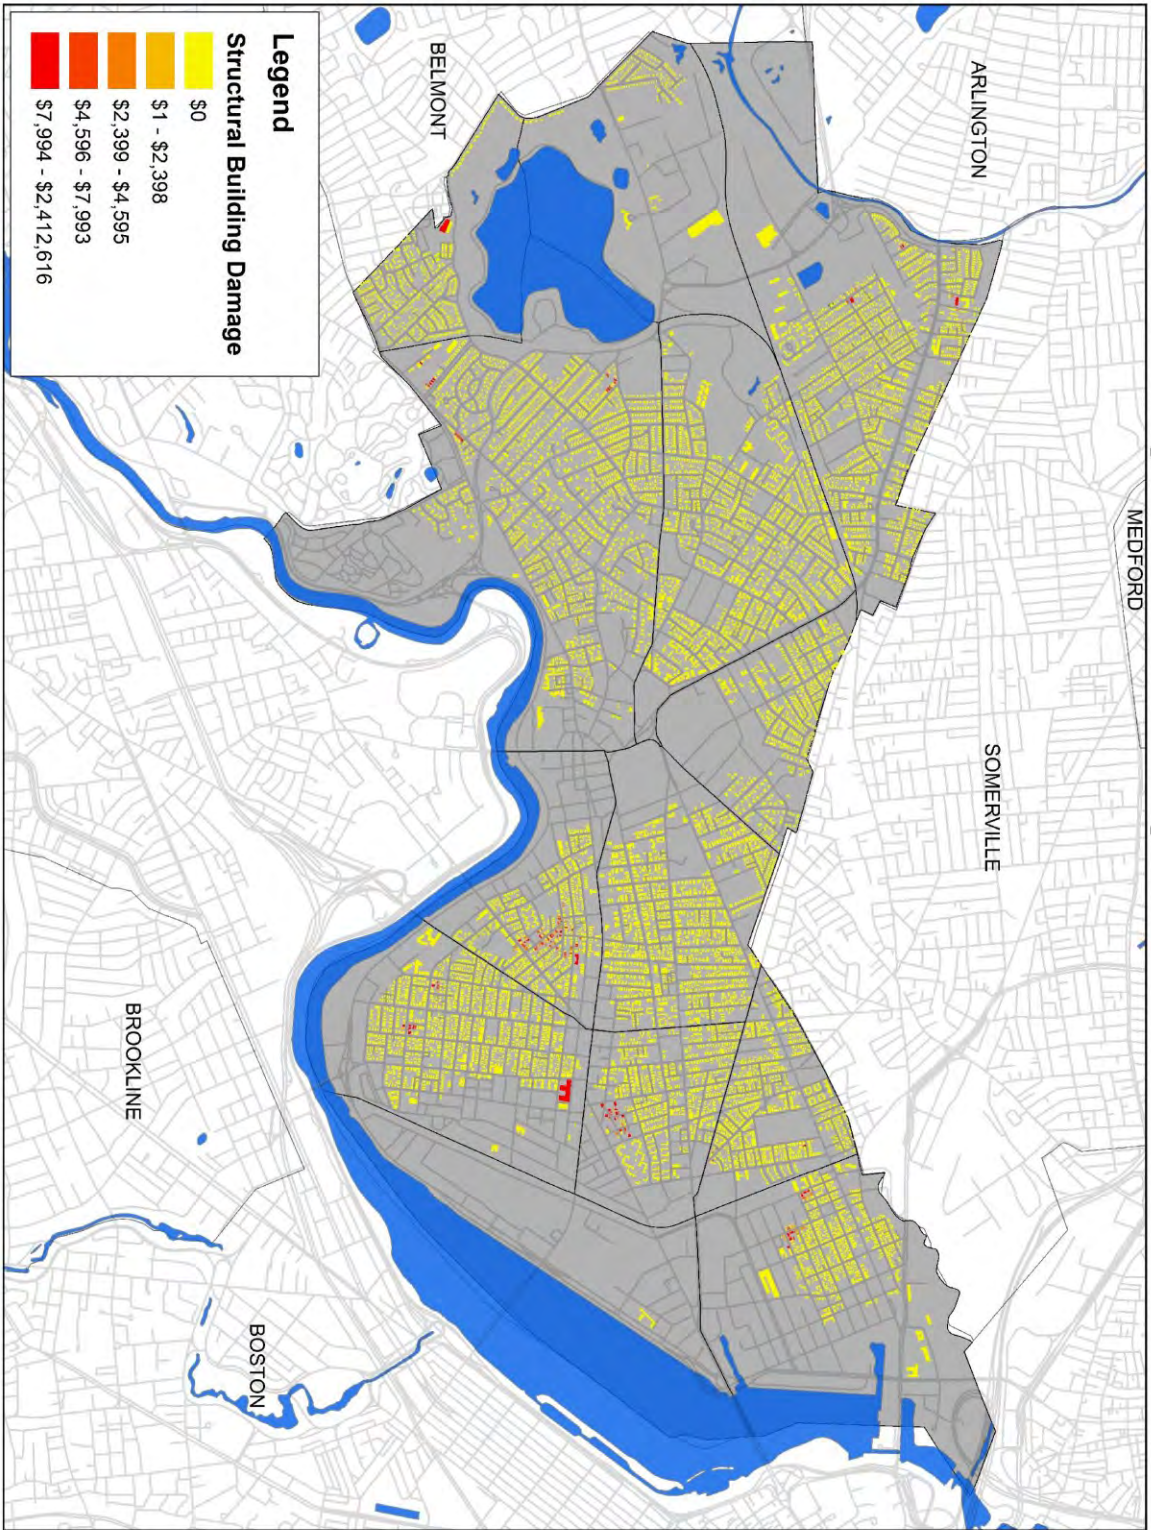 Legend
Structural Building Damage
$0
$1 - $2,398
$2,399 - $4,595
$4,596 - $7,993
$7,994 - $2,412,616
BELMONT
ARLINGTON
MEDFORD
SOMERVILLE
BROOKLINE
BOSTON